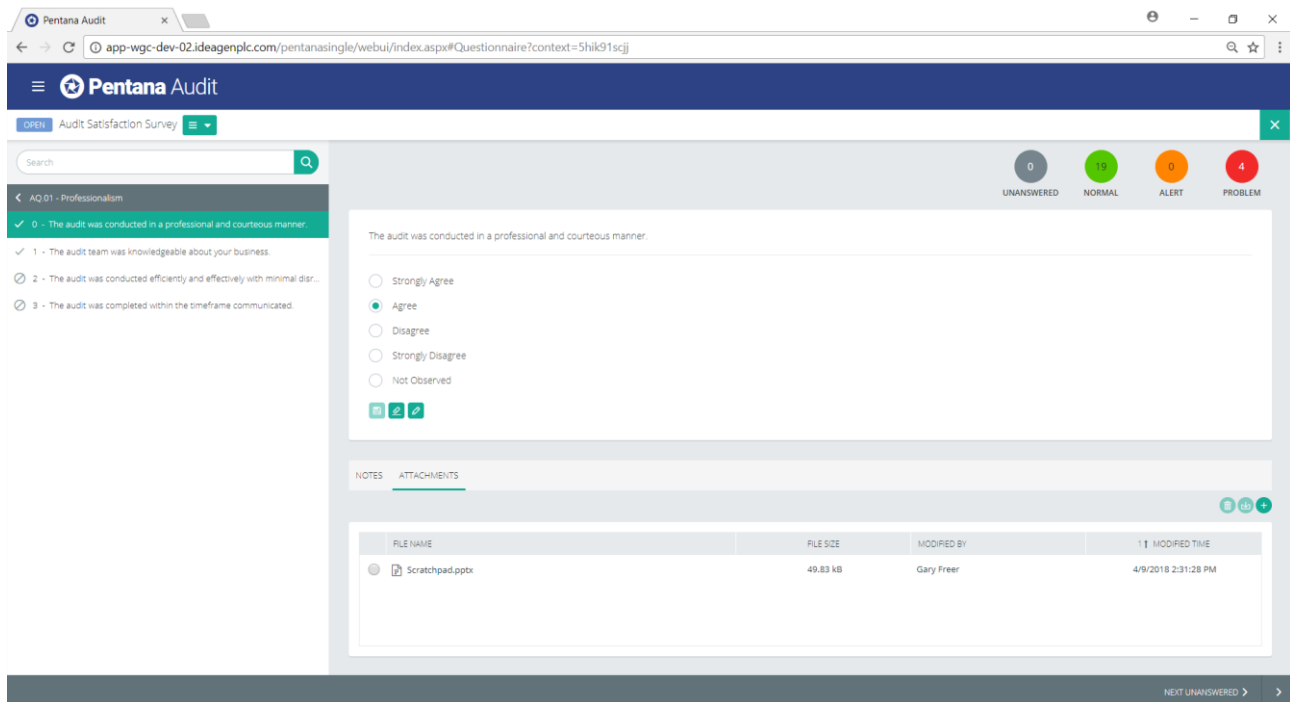 Pentana Audit
app-wgc-dev-02.ideagenplc.com/pentanasingle/webui/index.aspx#Questionnaire?context=5hik91scjj
Pentana Audit
OPEN Audit Satisfaction Survey
Search
0 19 0 4
UNANSWERED NORMAL ALERT PROBLEM
AQ.01 - Professionalism
0 - The audit was conducted in a professional and courteous manner.
1 - The audit team was knowledgeable about your business.
2 - The audit was conducted efficiently and effectively with minimal disr...
3 - The audit was completed within the timeframe communicated.
The audit was conducted in a professional and courteous manner.
Strongly Agree
Agree
Disagree
Strongly Disagree
Not Observed
NOTES ATTACHMENTS
FILE NAME FILE SIZE MODIFIED BY 1 MODIFIED TIME
Scratchpad.pptx 49.83 kB Gary Freer 4/9/2018 2:31:28 PM
NEXT UNANSWERED